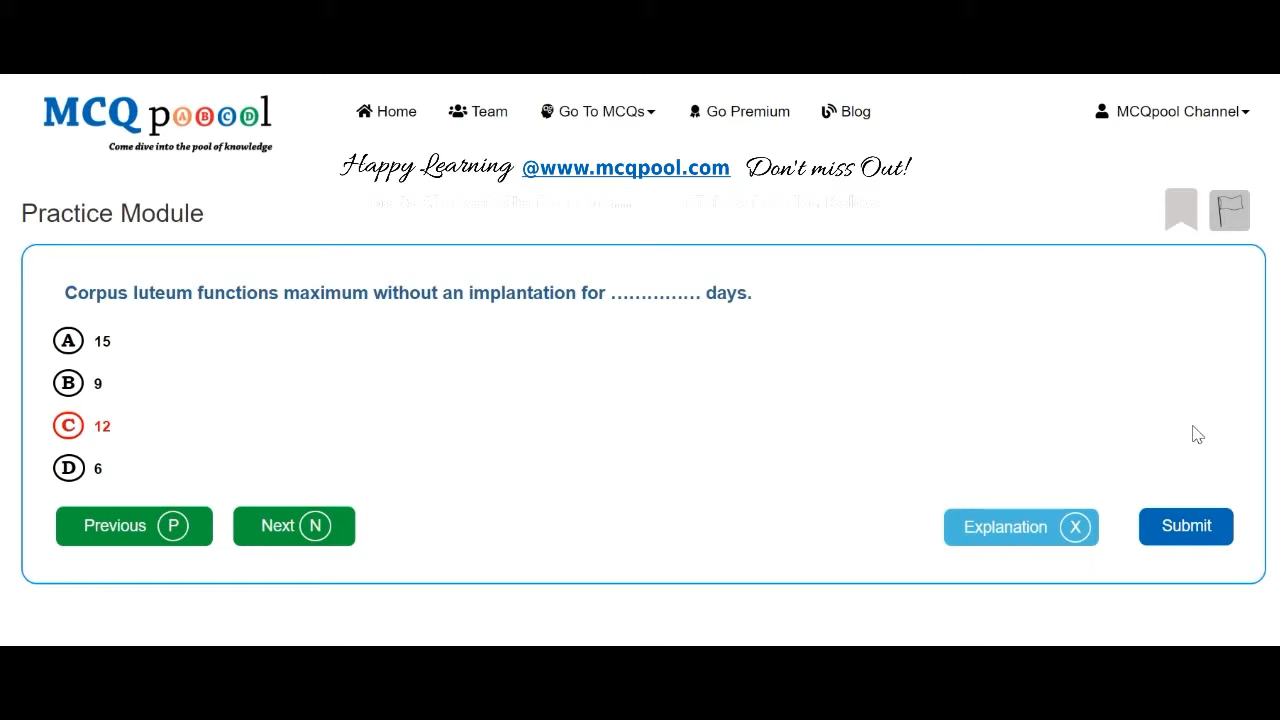 MCQ pABCDl
Come dive into the pool of knowledge
Home Team Go To MCQs Go Premium Blog MCQpool Channel
Happy Learning @www.mcqpool.com Don't miss Out!
Practice Module
Corpus luteum functions maximum without an implantation for …………… days.
A 15
B 9
C 12
D 6
Previous P Next N Explanation X Submit